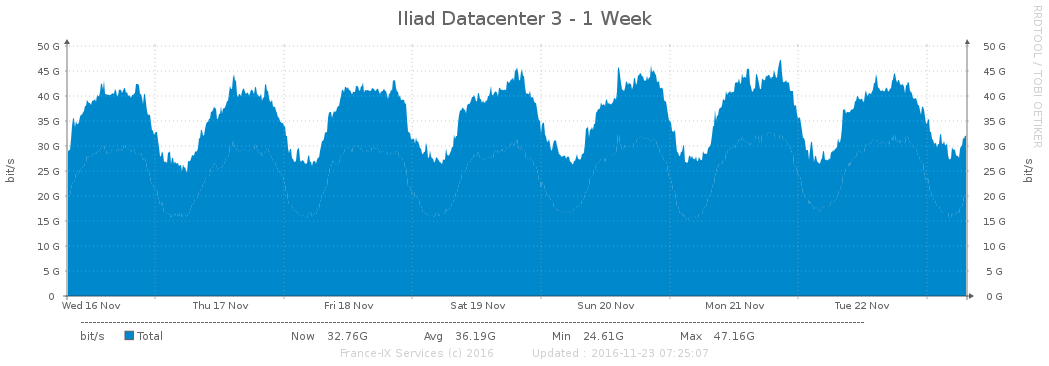 Iliad Datacenter 3 - 1 Week
RRDTOOL / TOBI OETIKER
bit/s
50 G 50 G
45 G 45 G
40 G 40 G
35 G 35 G
30 G 30 G
25 G 25 G
20 G 20 G
15 G 15 G
10 G 10 G
5 G 5 G
0 0 G
bit/s
Wed 16 Nov Thu 17 Nov Fri 18 Nov Sat 19 Nov Sun 20 Nov Mon 21 Nov Tue 22 Nov
bit/s Total Now 32.76G Avg 36.19G Min 24.61G Max 47.16G
France-IX Services (c) 2016 Updated : 2016-11-23 07:25:07